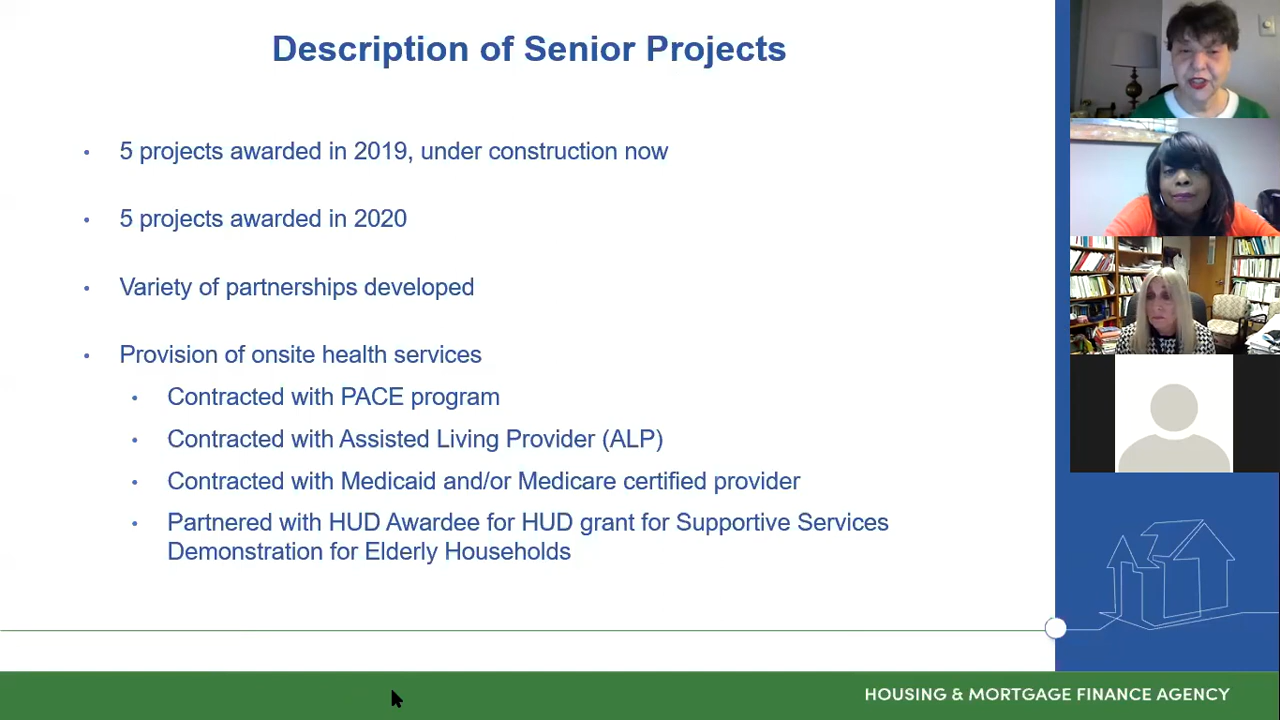 Description of Senior Projects
• 5 projects awarded in 2019, under construction now
• 5 projects awarded in 2020
• Variety of partnerships developed
• Provision of onsite health services
• Contracted with PACE program
• Contracted with Assisted Living Provider (ALP)
• Contracted with Medicaid and/or Medicare certified provider
• Partnered with HUD Awardee for HUD grant for Supportive Services
Demonstration for Elderly Households
HOUSING & MORTGAGE FINANCE AGENCY